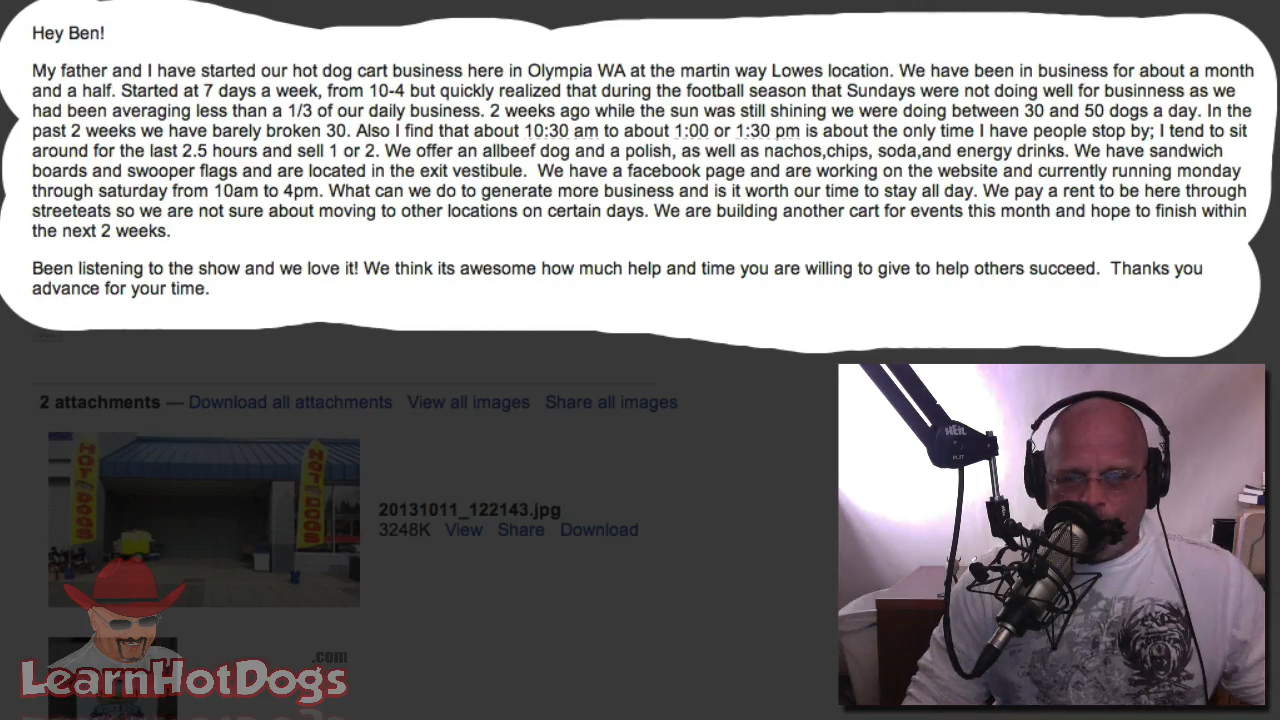 Hey Ben!
My father and I have started our hot dog cart business here in Olympia WA at the martin way Lowes location. We have been in business for about a month
and a half. Started at 7 days a week, from 10-4 but quickly realized that during the football season that Sundays were not doing well for businness as we
had been averaging less than a 1/3 of our daily business. 2 weeks ago while the sun was still shining we were doing between 30 and 50 dogs a day. In the
past 2 weeks we have barely broken 30. Also I find that about 10:30 am to about 1:00 or 1:30 pm is about the only time I have people stop by; I tend to sit
around for the last 2.5 hours and sell 1 or 2. We offer an allbeef dog and a polish, as well as nachos,chips, soda,and energy drinks. We have sandwich
boards and swooper flags and are located in the exit vestibule. We have a facebook page and are working on the website and currently running monday
through saturday from 10am to 4pm. What can we do to generate more business and is it worth our time to stay all day. We pay a rent to be here through
streeteats so we are not sure about moving to other locations on certain days. We are building another cart for events this month and hope to finish within
the next 2 weeks.
Been listening to the show and we love it! We think its awesome how much help and time you are willing to give to help others succeed. Thanks you
advance for your time.
2 attachments — Download all attachments View all images Share all images
HOT DOGS
HOT DOGS
20131011_122143.jpg
3248K View Share Download
HEIL
PL2T
.com
LearnHotDogs